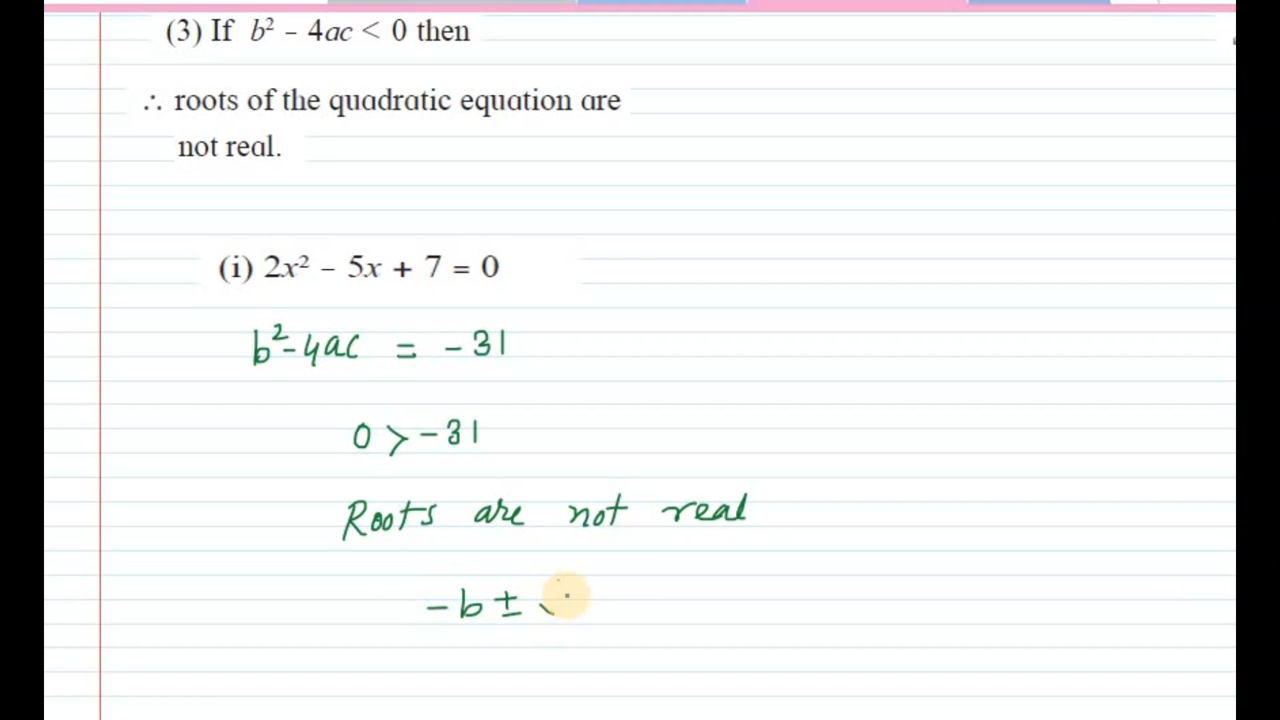 (3) If b² – 4ac < 0 then
∴ roots of the quadratic equation are
not real.
(i) 2x² – 5x + 7 = 0
b²-4ac = -31
0 > -31
Roots are not real
-b ±